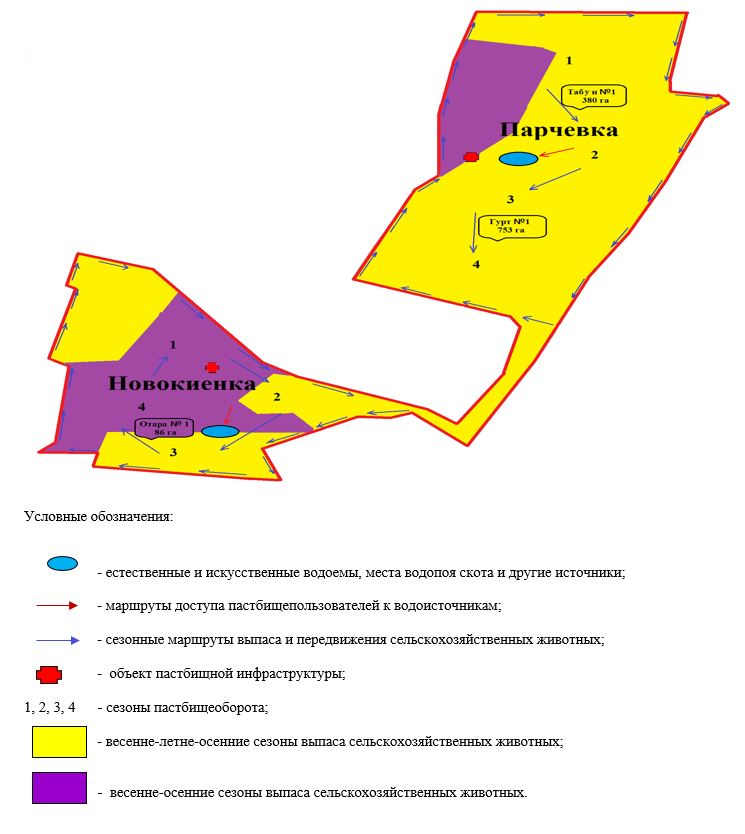 1
Табун №1
380 га
Парчевка
2
3
Гурт №1
753 га
4
1
Новокиенка
2
4
Отара № 1
86 га
3
Условные обозначения:
- естественные и искусственные водоемы, места водопоя скота и другие источники;
- маршруты доступа пастбищепользователей к водоисточникам;
- сезонные маршруты выпаса и передвижения сельскохозяйственных животных;
- объект пастбищной инфраструктуры;
1, 2, 3, 4 - сезоны пастбищеоборота;
- весенне-летне-осенние сезоны выпаса сельскохозяйственных животных;
- весенне-осенние сезоны выпаса сельскохозяйственных животных.